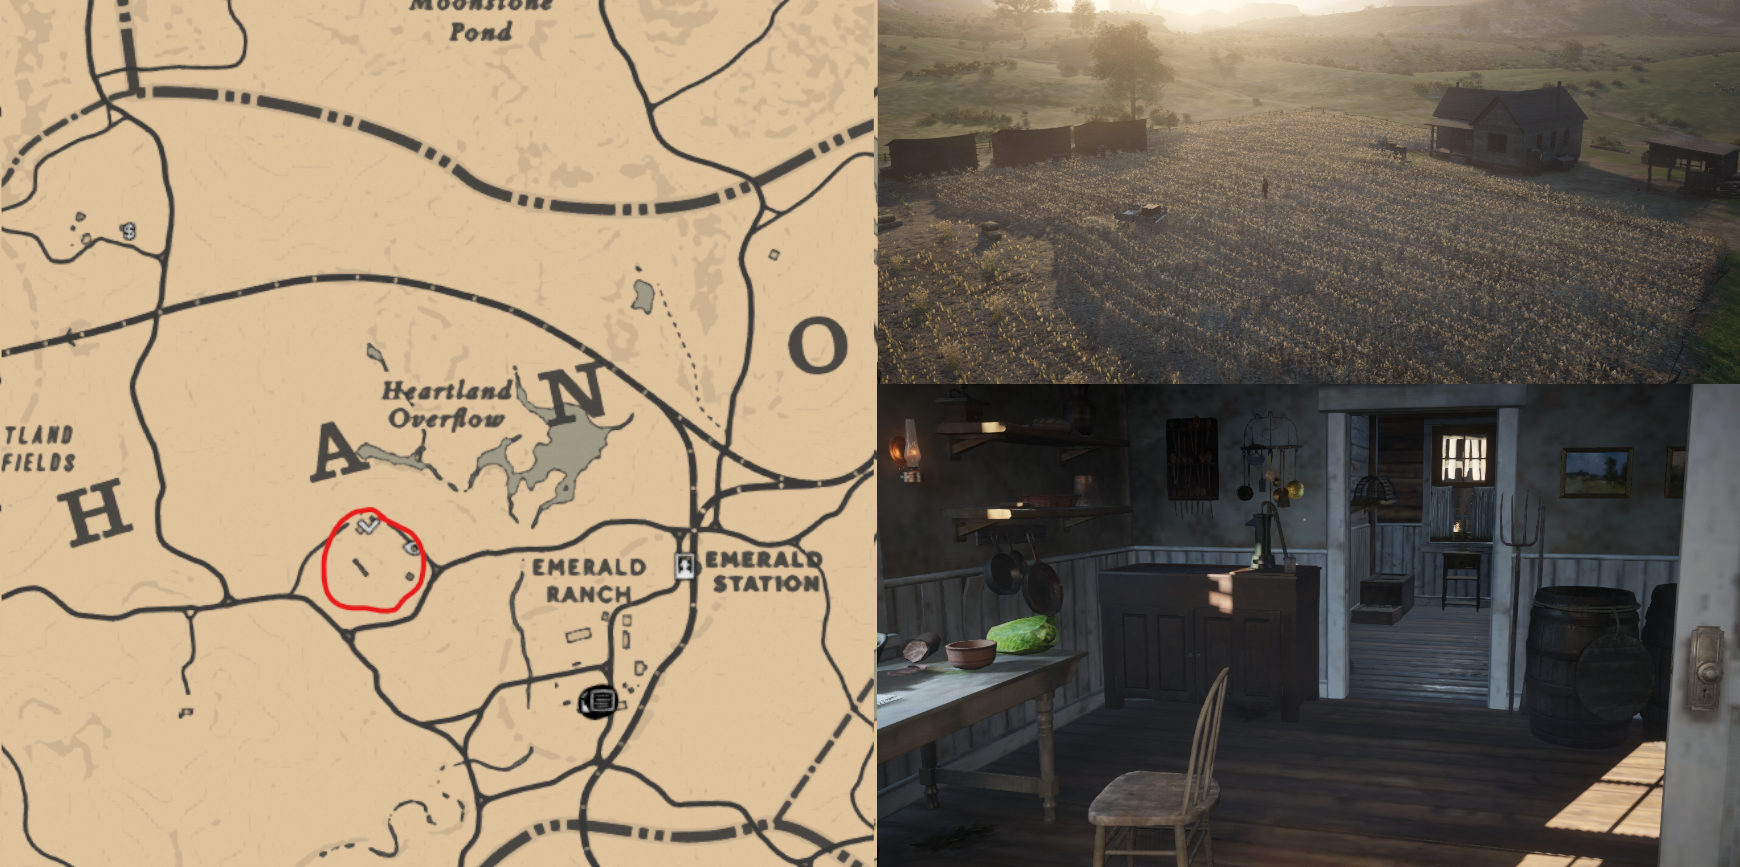 Moonstone
Pond
$
O
Heartland
Overflow
N
A
TLAND
FIELDS
H
EMERALD
STATION
EMERALD
RANCH